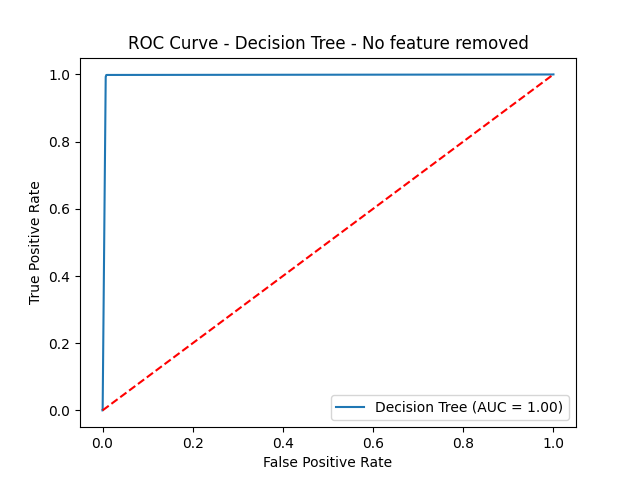 ROC Curve - Decision Tree - No feature removed
1.0
0.8
0.6
0.4
0.2
0.0
True Positive Rate
Decision Tree (AUC = 1.00)
0.0 0.2 0.4 0.6 0.8 1.0
False Positive Rate